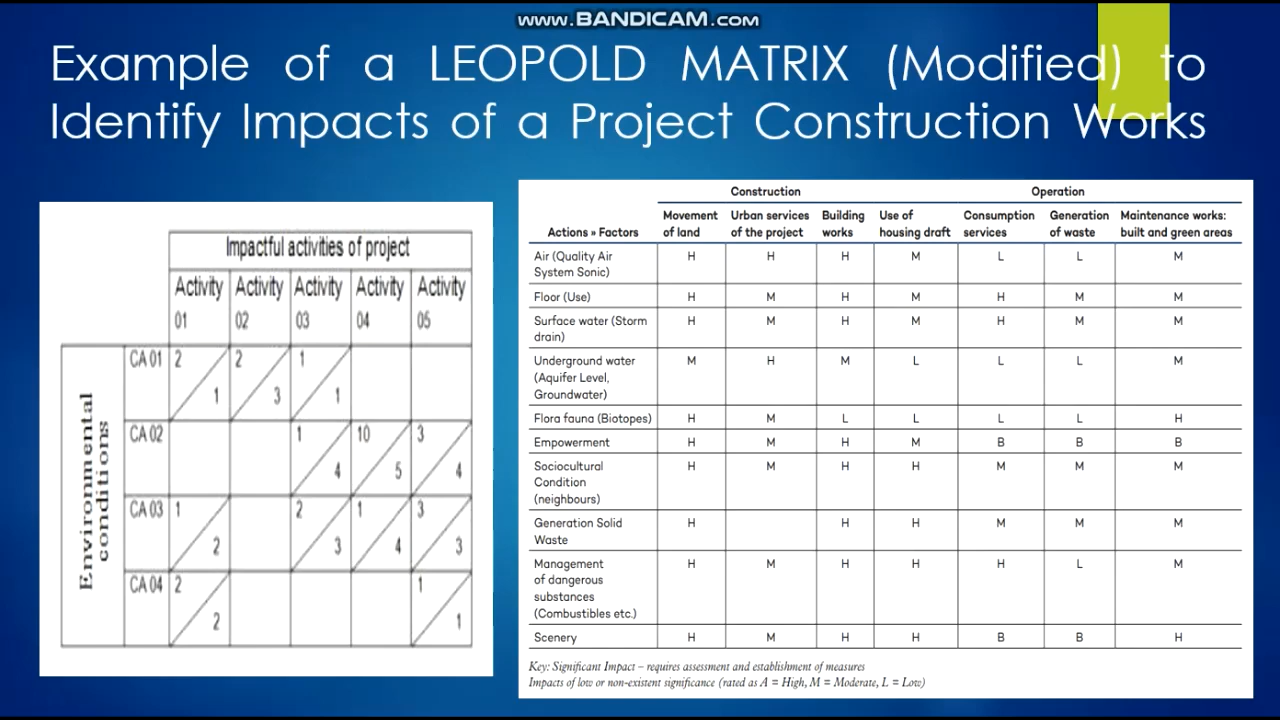 www.BANDICAM.com
Example of a LEOPOLD MATRIX (Modified) to
Identify Impacts of a Project Construction Works
Impactful activities of project
Activity 01 Activity 02 Activity 03 Activity 04 Activity 05
Environmental conditions
CA 01 2 1 2 3 1 1
CA 02 1 4 10 5 3 4
CA 03 1 2 2 3 1 4 3 3
CA 04 2 2 1 1
Construction Operation
Movement Urban services Building Use of Consumption Generation Maintenance works:
Actions » Factors of land of the project works housing draft services of waste built and green areas
Air (Quality Air H H H M L L M
System Sonic)
Floor (Use) H M H M H M M
Surface water (Storm H M H M H M M
drain)
Underground water M H M L L L M
(Aquifer Level,
Groundwater)
Flora fauna (Biotopes) H M L L L L H
Empowerment H M H M B B B
Sociocultural H M H H M M M
Condition
(neighbours)
Generation Solid H H H M M M
Waste
Management H M H H H L M
of dangerous
substances
(Combustibles etc.)
Scenery H M H H B B H
Key: Significant Impact – requires assessment and establishment of measures
Impacts of low or non-existent significance (rated as A = High, M = Moderate, L = Low)